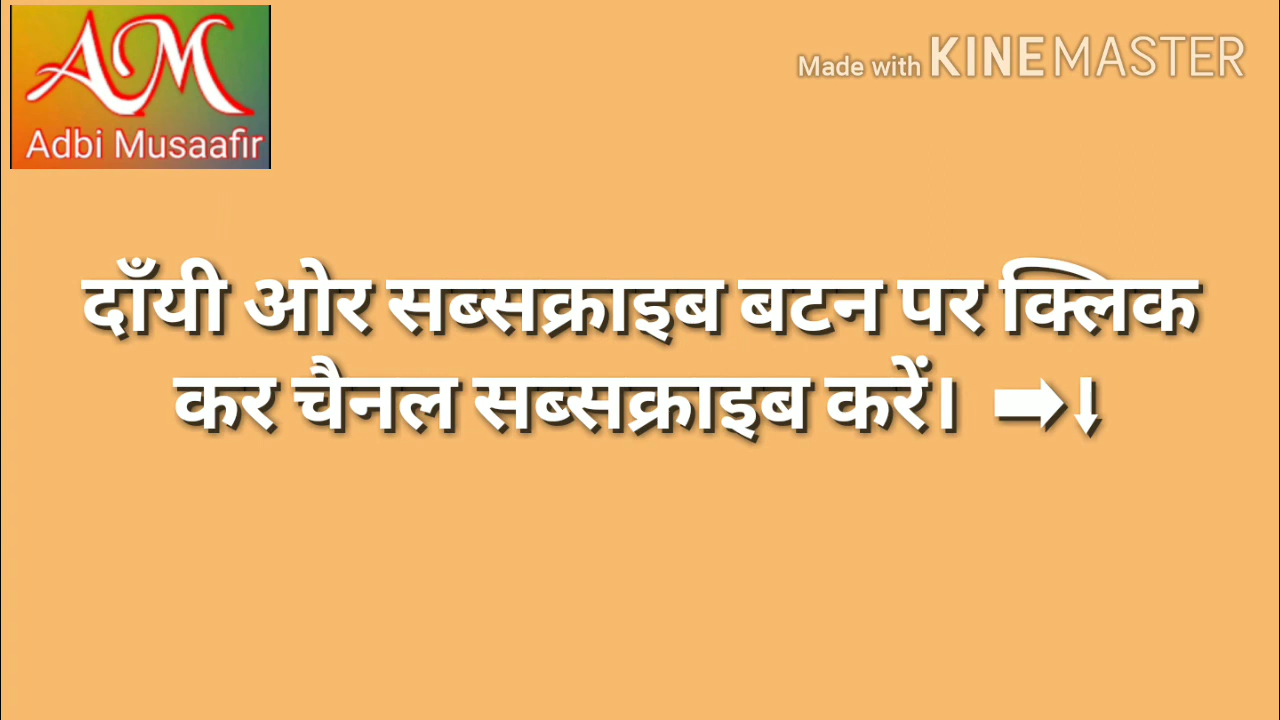 AM
Adbi Musaafir
Made with KINEMASTER
दाँयी ओर सब्सक्राइब बटन पर क्लिक
कर चैनल सब्सक्राइब करें। ➡⬇